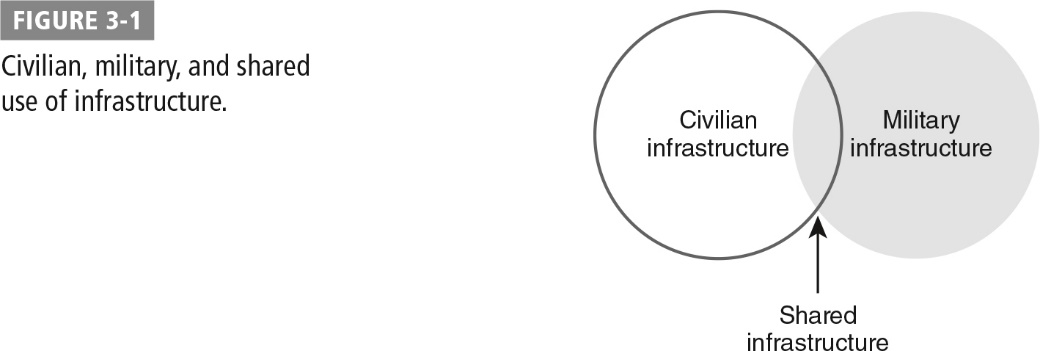 FIGURE 3-1
Civilian, military, and shared
use of infrastructure.
Civilian
infrastructure
Military
infrastructure
Shared
infrastructure